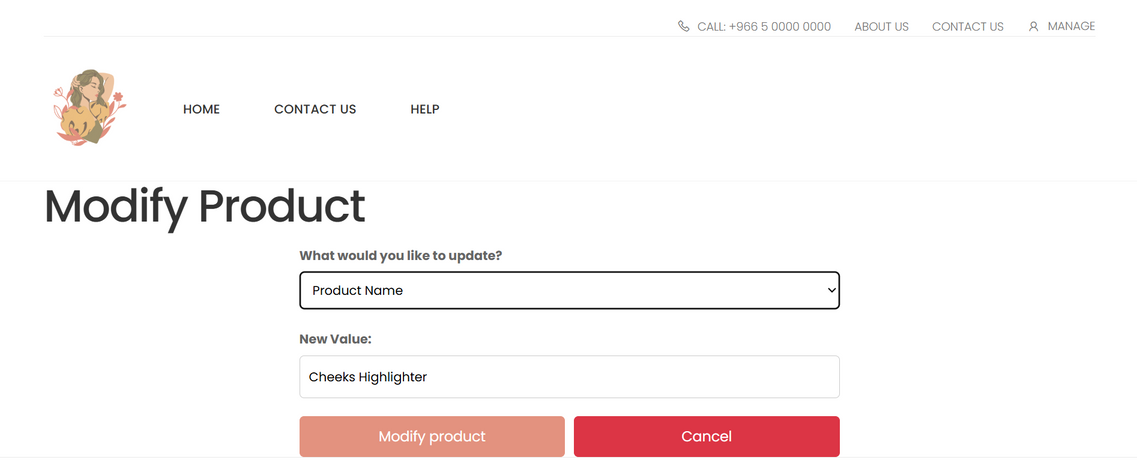 CALL: +966 5 0000 0000 ABOUT US CONTACT US MANAGE
HOME CONTACT US HELP
Modify Product
What would you like to update?
Product Name
New Value:
Cheeks Highlighter
Modify product Cancel